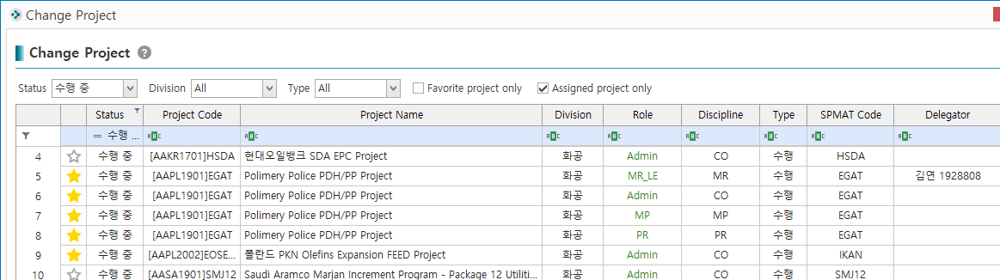 Change Project
Change Project ?
Status 수행 중 Division All Type All Favorite project only Assigned project only
Status Project Code Project Name Division Role Discipline Type SPMAT Code Delegator
= 수행 ... ABC ABC ABC ABC ABC ABC ABC ABC
4 수행 중 [AAKR1701]HSDA 현대오일뱅크 SDA EPC Project 화공 Admin CO 수행 HSDA
5 수행 중 [AAPL1901]EGAT Polimery Police PDH/PP Project 화공 MR_LE MR 수행 EGAT 김연 1928808
6 수행 중 [AAPL1901]EGAT Polimery Police PDH/PP Project 화공 Admin CO 수행 EGAT
7 수행 중 [AAPL1901]EGAT Polimery Police PDH/PP Project 화공 MP MP 수행 EGAT
8 수행 중 [AAPL1901]EGAT Polimery Police PDH/PP Project 화공 PR PR 수행 EGAT
9 수행 중 [AAPL2002]EOSE... 폴란드 PKN Olefins Expansion FEED Project 화공 Admin CO 수행 IKAN
10 수행 중 [AASA1901]SMJ12 Saudi Aramco Marjan Increment Program - Package 12 Utiliti... 화공 Admin CO 수행 SMJ12